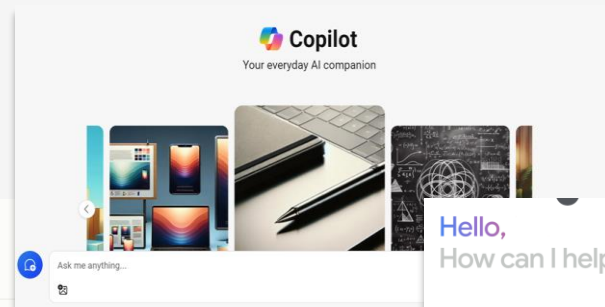 Copilot
Your everyday AI companion
Ask me anything...
Hello,
How can I help